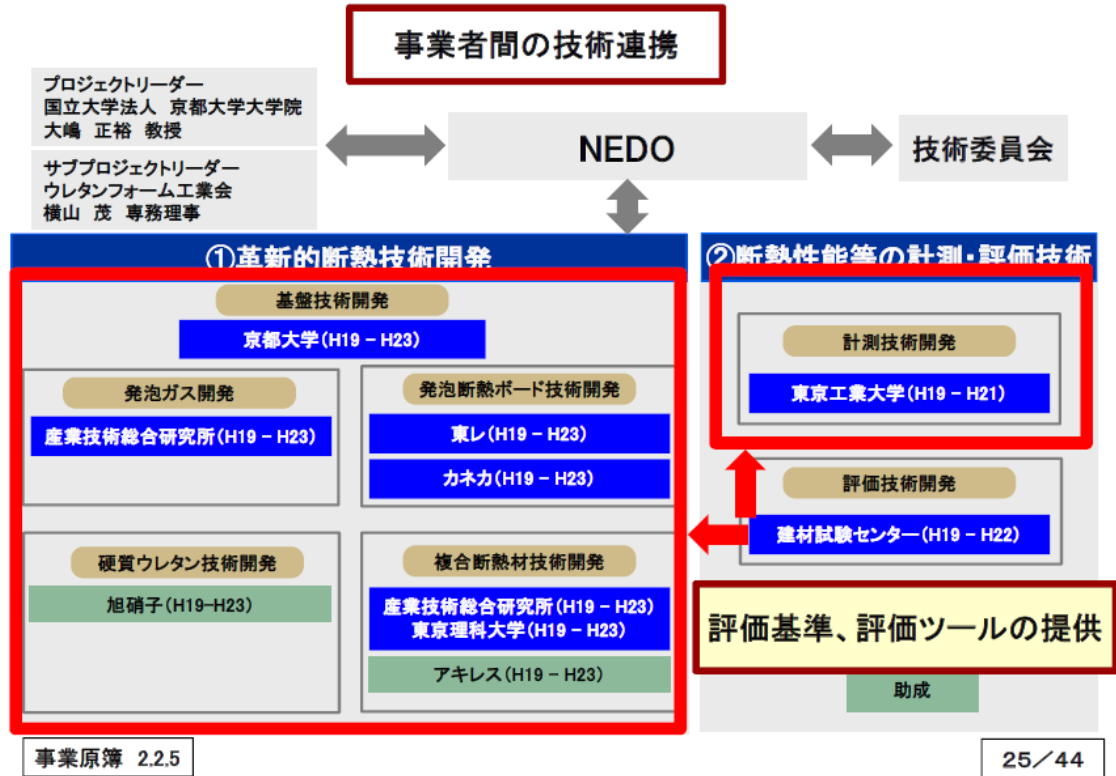 事業者間の技術連携
プロジェクトリーダー
国立大学法人 京都大学大学院
大嶋 正裕 教授
サブプロジェクトリーダー
ウレタンフォーム工業会
横山 茂 専務理事
NEDO
技術委員会
①革新的断熱技術開発
基盤技術開発
京都大学(H19 - H23)
発泡ガス開発
産業技術総合研究所(H19 - H23)
発泡断熱ボード技術開発
東レ(H19 - H23)
カネカ(H19 - H23)
硬質ウレタン技術開発
旭硝子(H19-H23)
複合断熱材技術開発
産業技術総合研究所(H19 - H23)
東京理科大学(H19 - H23)
アキレス(H19 - H23)
②断熱性能等の計測・評価技術
計測技術開発
東京工業大学(H19 - H21)
評価技術開発
建材試験センター(H19 - H22)
評価基準、評価ツールの提供
助成
事業原簿 2.2.5
25/44